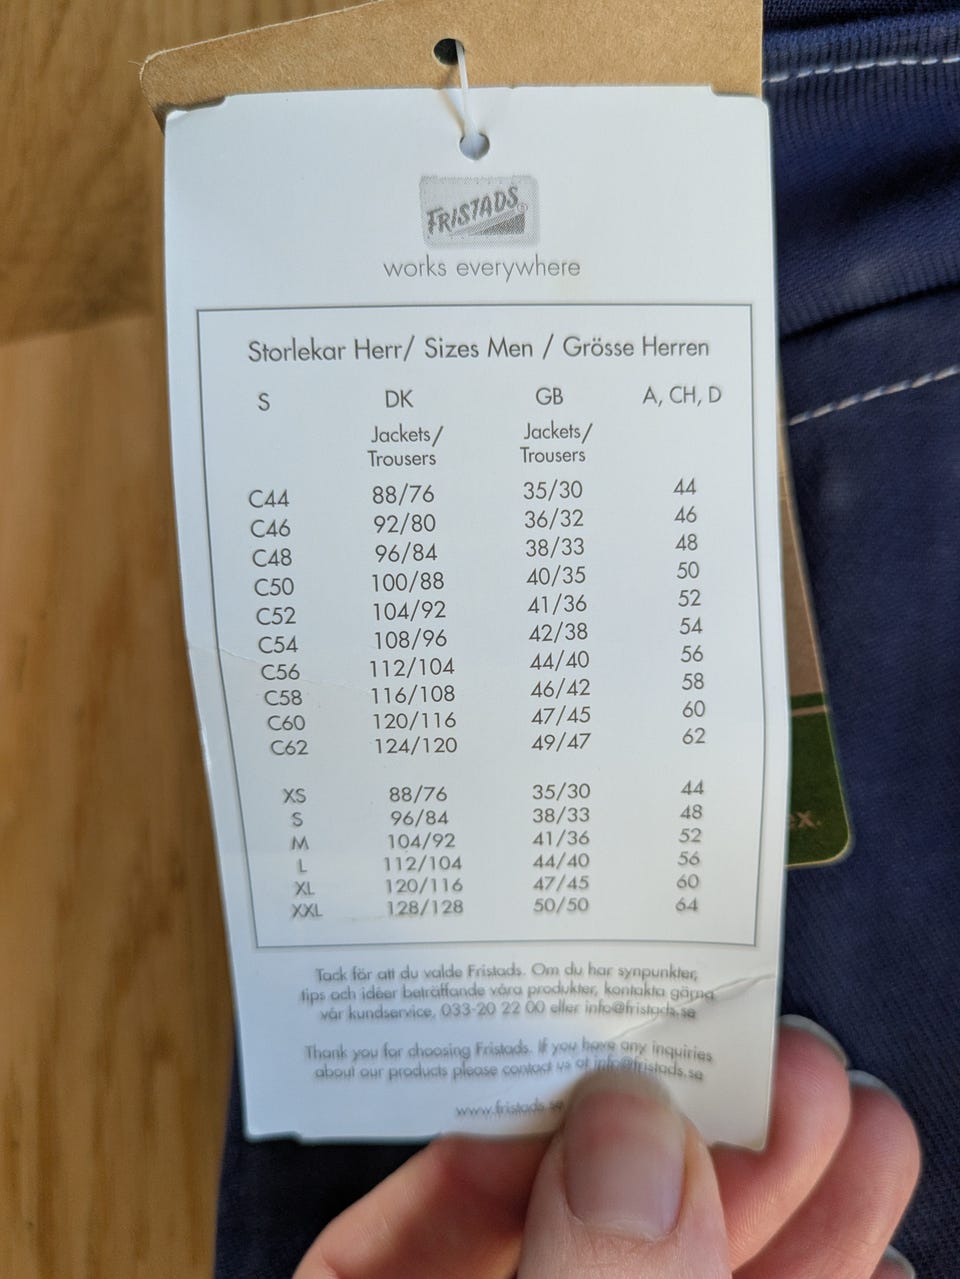 FRISTADS
works everywhere
Storlekar Herr/ Sizes Men / Grösse Herren
S DK GB A, CH, D
Jackets/ Jackets/
Trousers Trousers
C44 88/76 35/30 44
C46 92/80 36/32 46
C48 96/84 38/33 48
C50 100/88 40/35 50
C52 104/92 41/36 52
C54 108/96 42/38 54
C56 112/104 44/40 56
C58 116/108 46/42 58
C60 120/116 47/45 60
C62 124/120 49/47 62
XS 88/76 35/30 44
S 96/84 38/33 48
M 104/92 41/36 52
L 112/104 44/40 56
XL 120/116 47/45 60
XXL 128/128 50/50 64
Tack för att du valde Fristads. Om du har synpunkter,
tips och idéer beträffande våra produkter, kontakta gärna
vår kundservice, 033-20 22 00 eller info@fristads.se
Thank you for choosing Fristads. If you have any inquiries
about our products please contact us at info@fristads.se
www.fristads.se
ex.